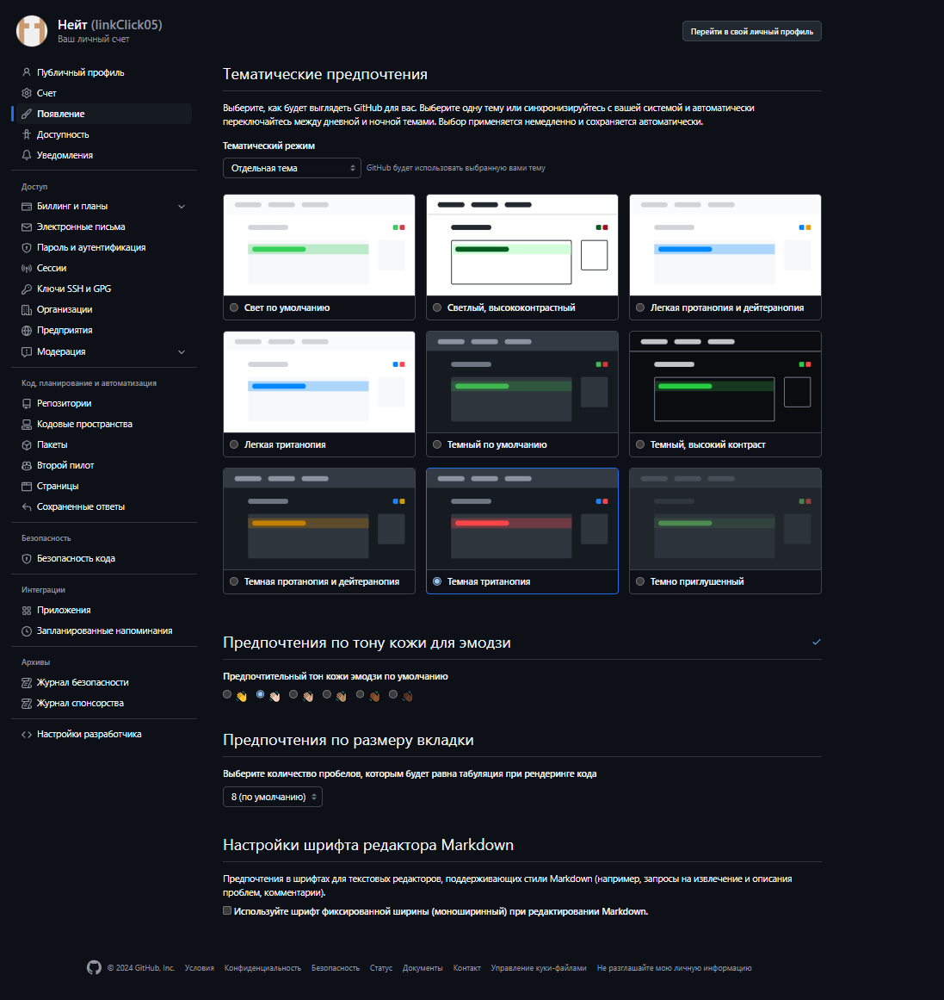 Нейт (linkClick05)
Ваш личный счет
Перейти в свой личный профиль
Публичный профиль
Счет
Появление
Доступность
Уведомления
Доступ
Биллинг и планы
Электронные письма
Пароль и аутентификация
Сессии
Ключи SSH и GPG
Организации
Предприятия
Модерация
Код, планирование и автоматизация
Репозитории
Кодовые пространства
Пакеты
Второй пилот
Страницы
Сохраненные ответы
Безопасность
Безопасность кода
Интеграции
Приложения
Запланированные напоминания
Архивы
Журнал безопасности
Журнал спонсорства
Настройки разработчика
Тематические предпочтения
Выберите, как будет выглядеть GitHub для вас. Выберите одну тему или синхронизируйтесь с вашей системой и автоматически
переключайтесь между дневной и ночной темами. Выбор применяется немедленно и сохраняется автоматически.
Тематический режим
Отдельная тема
GitHub будет использовать выбранную вами тему
Свет по умолчанию
Светлый, высококонтрастный
Легкая протанопия и дейтеранопия
Легкая тританопия
Темный по умолчанию
Темный, высокий контраст
Темная протанопия и дейтеранопия
Темная тританопия
Темно приглушенный
Предпочтения по тону кожи для эмодзи
Предпочтительный тон кожи эмодзи по умолчанию
Предпочтения по размеру вкладки
Выберите количество пробелов, которым будет равна табуляция при рендеринге кода
8 (по умолчанию)
Настройки шрифта редактора Markdown
Предпочтения в шрифтах для текстовых редакторов, поддерживающих стили Markdown (например, запросы на извлечение и описания
проблем, комментарии).
Используйте шрифт фиксированной ширины (моноширинный) при редактировании Markdown.
© 2024 GitHub, Inc. Условия Конфиденциальность Безопасность Статус Документы Контакт Управление куки-файлами Не разглашайте мою личную информацию